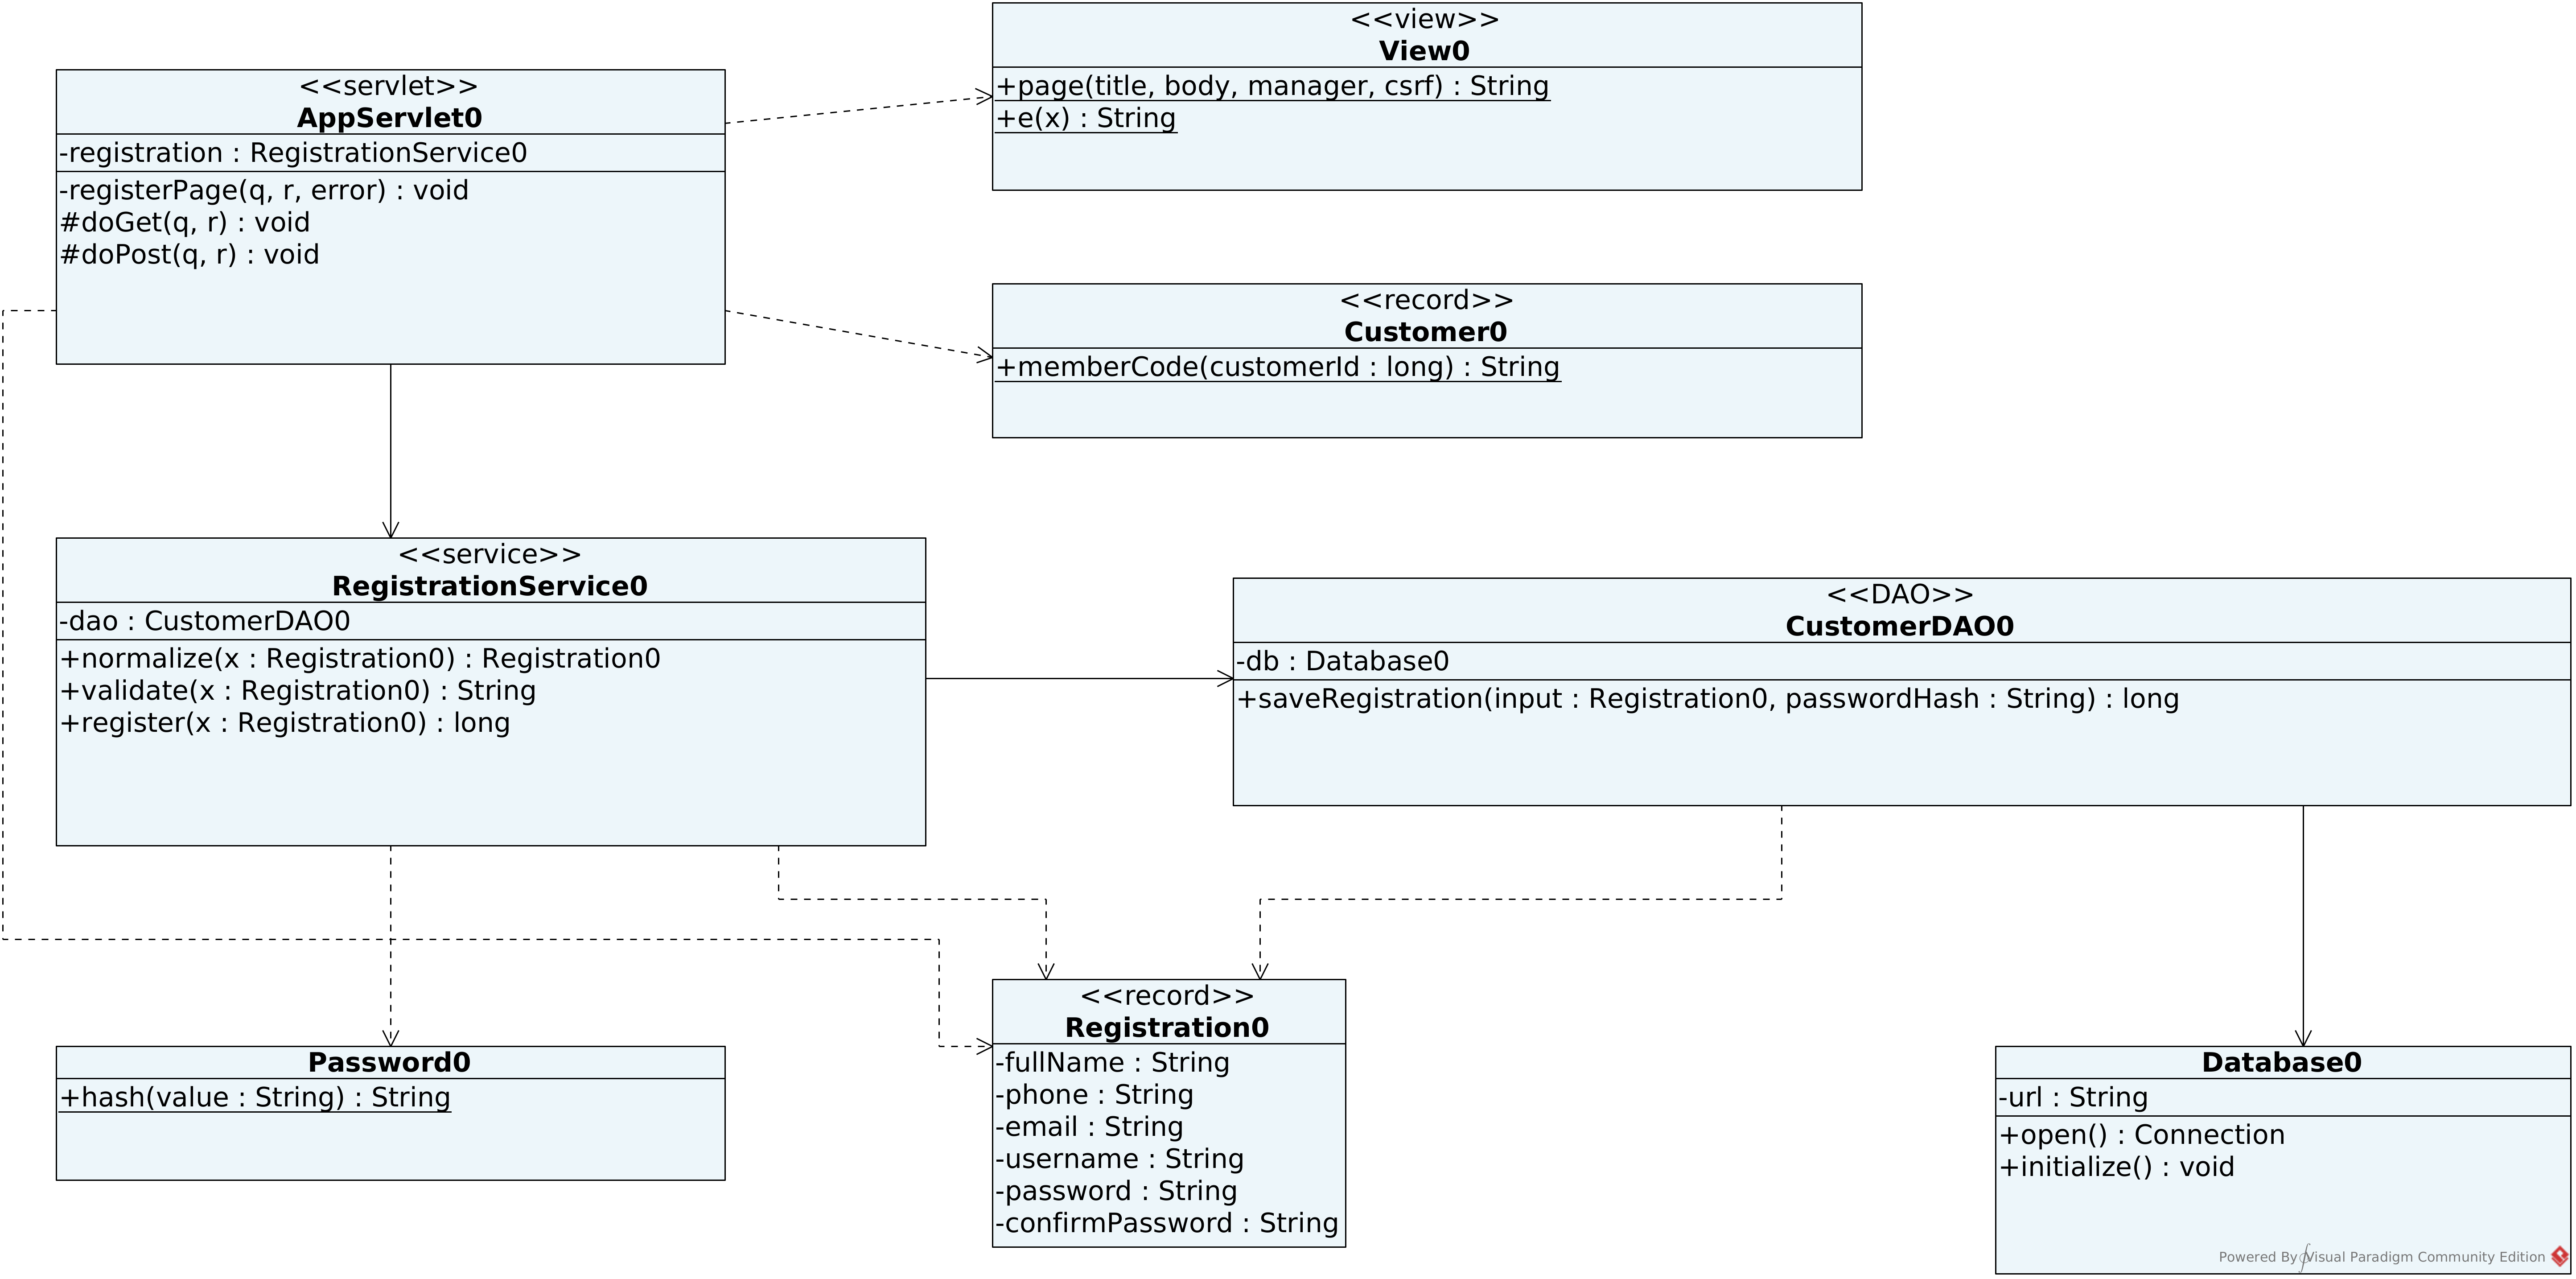 <<view>>
View0
+page(title, body, manager, csrf) : String
+e(x) : String
<<servlet>>
AppServlet0
-registration : RegistrationService0
-registerPage(q, r, error) : void
#doGet(q, r) : void
#doPost(q, r) : void
<<record>>
Customer0
+memberCode(customerId : long) : String
<<service>>
RegistrationService0
-dao : CustomerDAO0
+normalize(x : Registration0) : Registration0
+validate(x : Registration0) : String
+register(x : Registration0) : long
<<DAO>>
CustomerDAO0
-db : Database0
+saveRegistration(input : Registration0, passwordHash : String) : long
Password0
+hash(value : String) : String
<<record>>
Registration0
-fullName : String
-phone : String
-email : String
-username : String
-password : String
-confirmPassword : String
Database0
-url : String
+open() : Connection
+initialize() : void
Powered By Visual Paradigm Community Edition